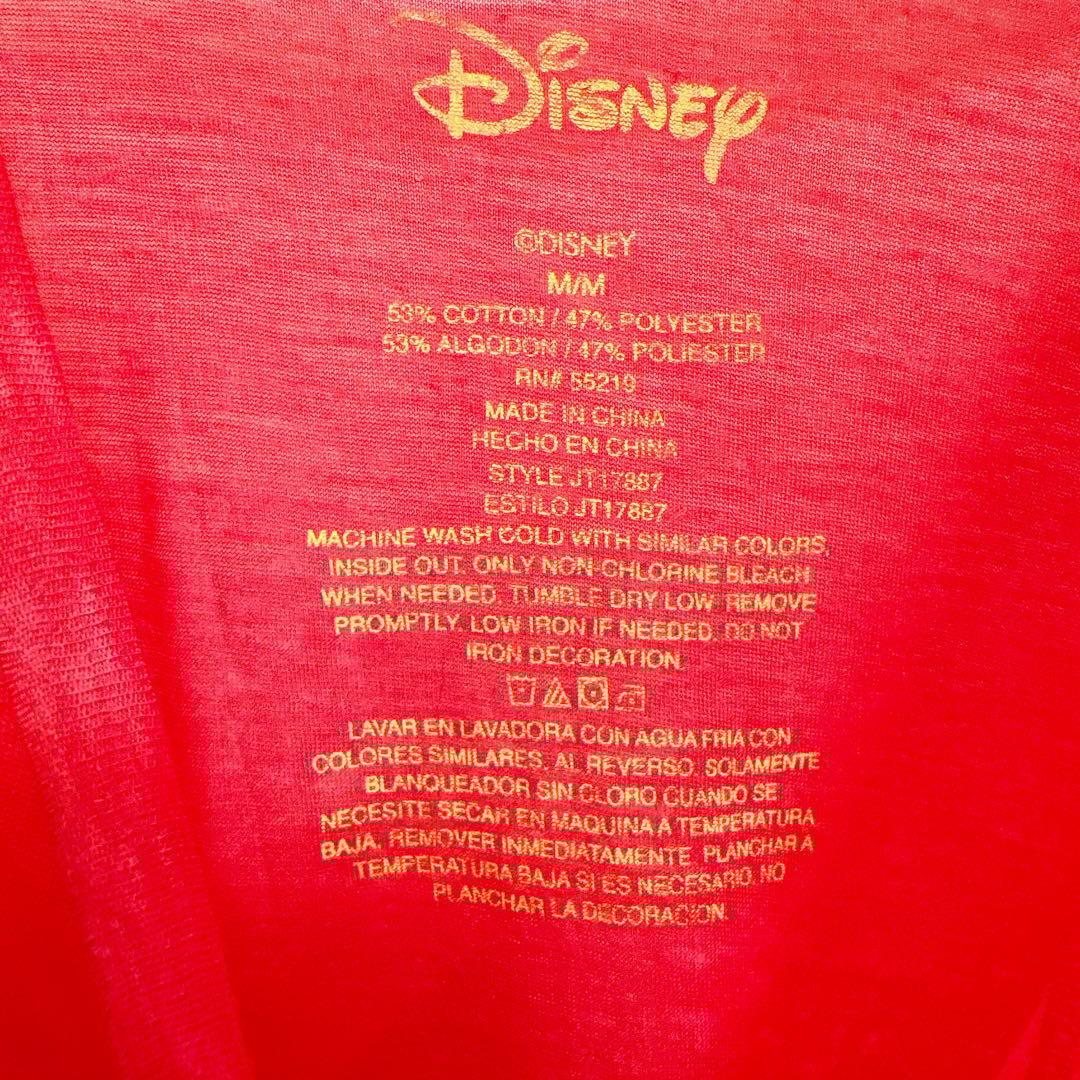 Disney
©DISNEY
M/M
53% COTTON / 47% POLYESTER
53% ALGODON / 47% POLIESTER
RN# 55219
MADE IN CHINA
HECHO EN CHINA
STYLE JT17887
ESTILO JT17887
MACHINE WASH COLD WITH SIMILAR COLORS,
INSIDE OUT. ONLY NON-CHLORINE BLEACH
WHEN NEEDED. TUMBLE DRY LOW. REMOVE
PROMPTLY. LOW IRON IF NEEDED. DO NOT
IRON DECORATION.
LAVAR EN LAVADORA CON AGUA FRIA CON
COLORES SIMILARES, AL REVERSO. SOLAMENTE
BLANQUEADOR SIN CLORO CUANDO SE
NECESITE SECAR EN MAQUINA A TEMPERATURA
BAJA. REMOVER INMEDIATAMENTE. PLANCHAR A
TEMPERATURA BAJA SI ES NECESARIO. NO
PLANCHAR LA DECORACION.